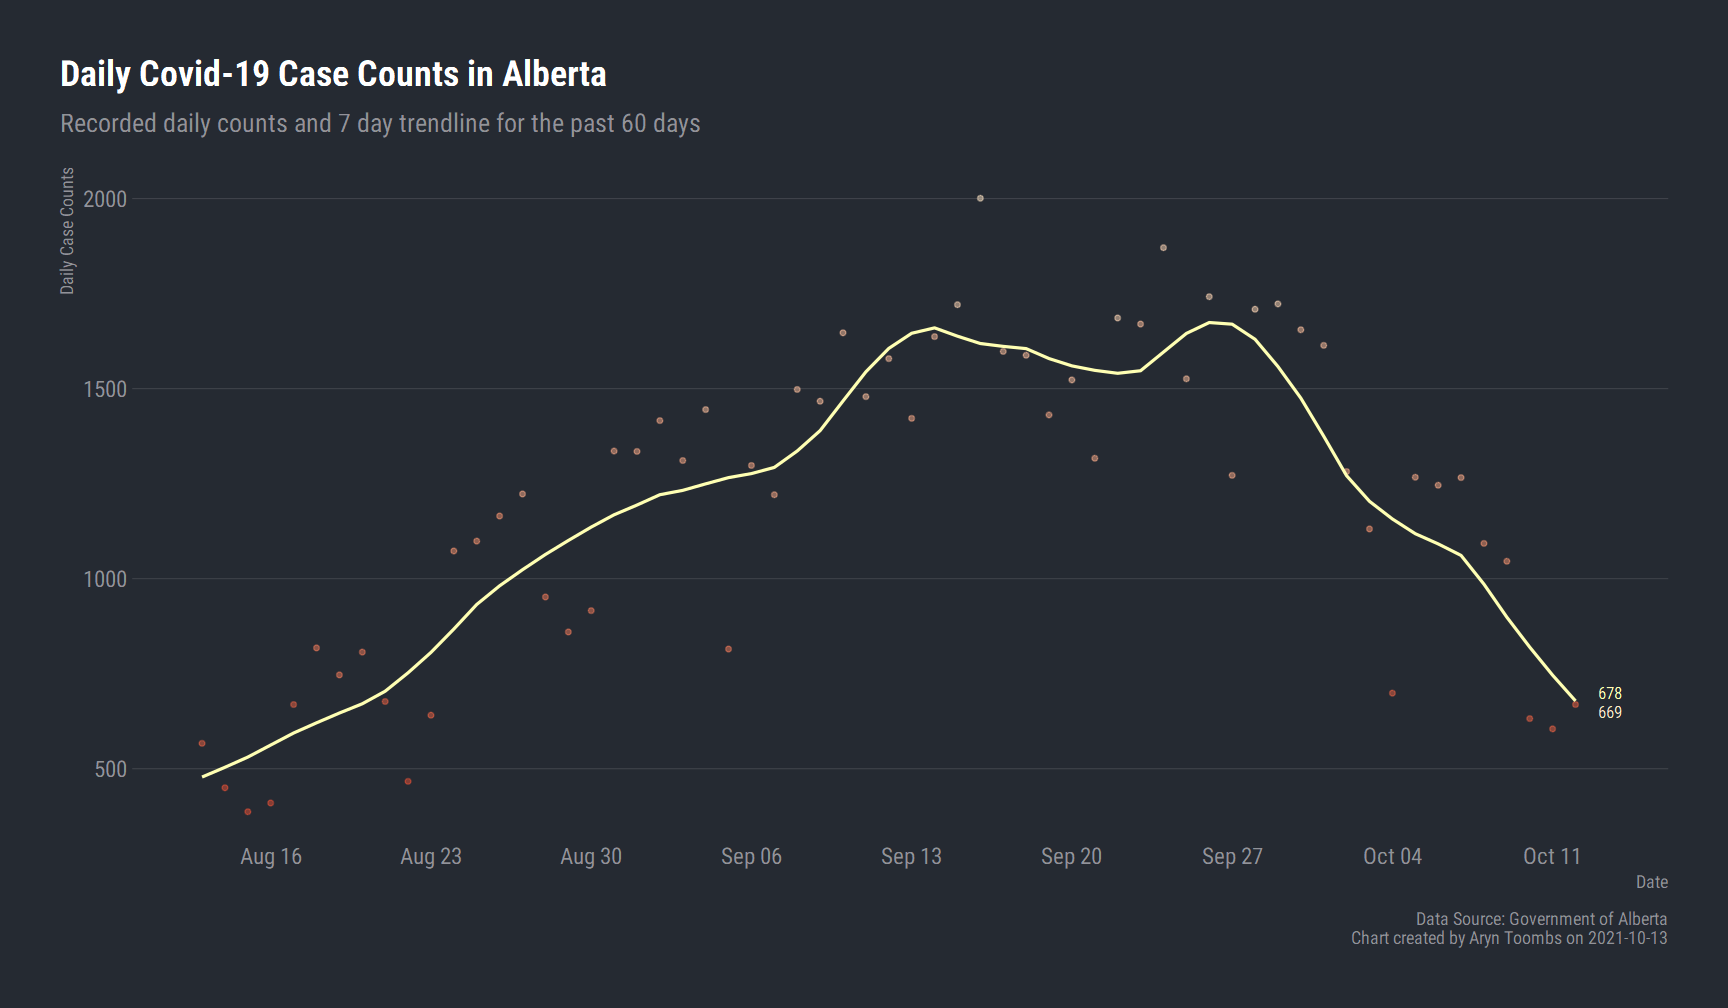 Daily Covid-19 Case Counts in Alberta
Recorded daily counts and 7 day trendline for the past 60 days
Daily Case Counts
2000
1500
1000
500
678
669
Aug 16
Aug 23
Aug 30
Sep 06
Sep 13
Sep 20
Sep 27
Oct 04
Oct 11
Date
Data Source: Government of Alberta
Chart created by Aryn Toombs on 2021-10-13